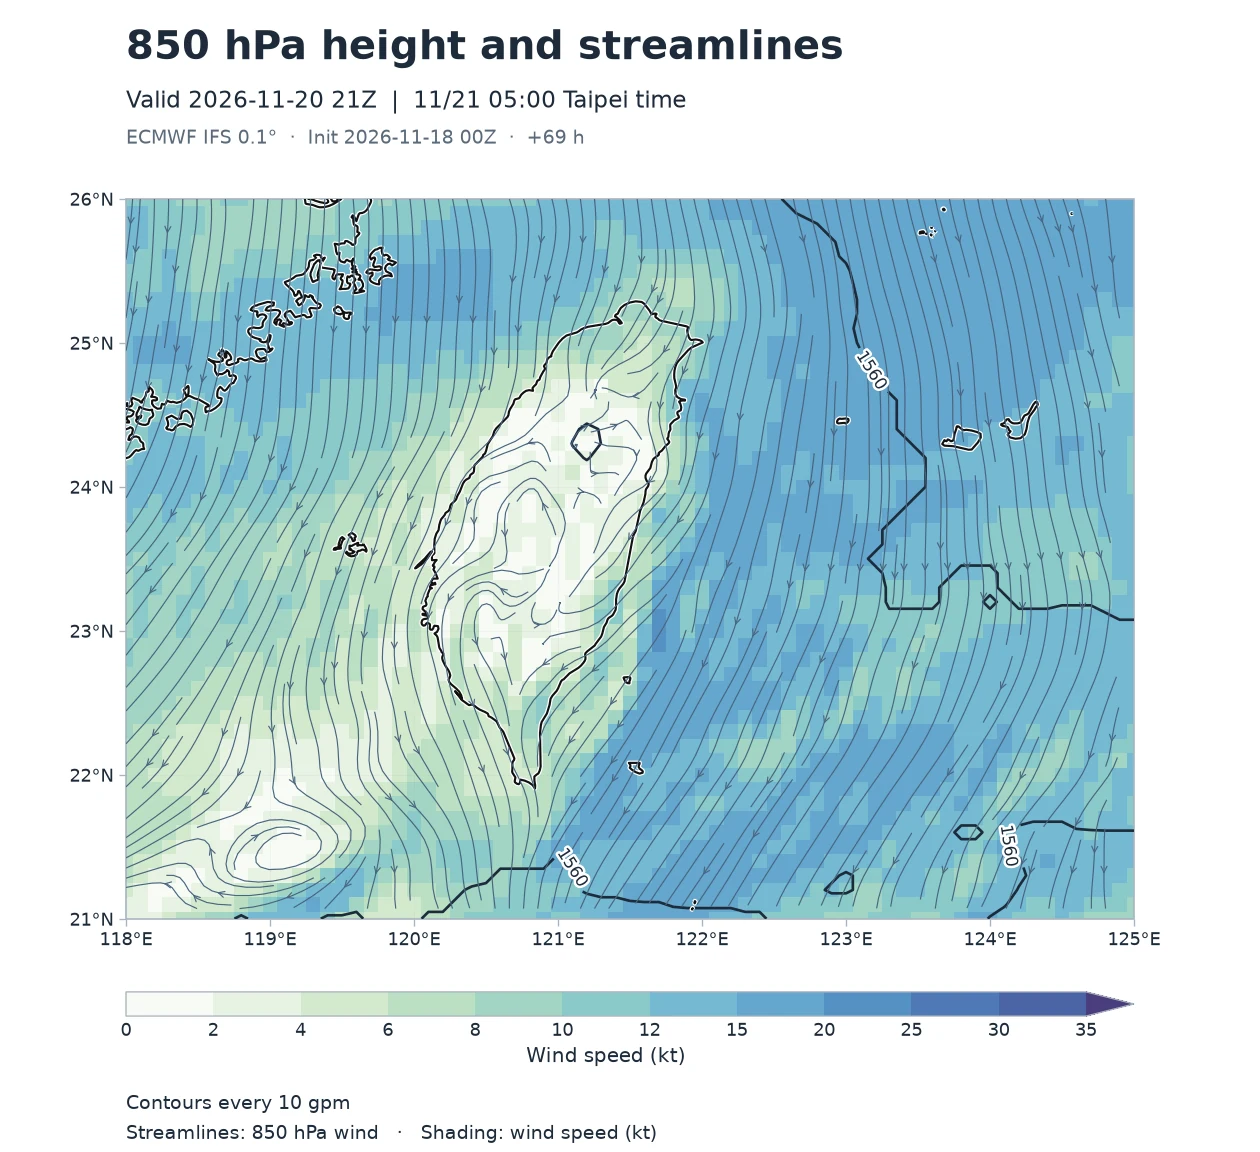 850 hPa height and streamlines
Valid 2026-11-20 21Z | 11/21 05:00 Taipei time
ECMWF IFS 0.1° · Init 2026-11-18 00Z · +69 h
26°N
25°N
24°N
23°N
22°N
21°N
1560
1560
1560
118°E 119°E 120°E 121°E 122°E 123°E 124°E 125°E
0 2 4 6 8 10 12 15 20 25 30 35
Wind speed (kt)
Contours every 10 gpm
Streamlines: 850 hPa wind · Shading: wind speed (kt)